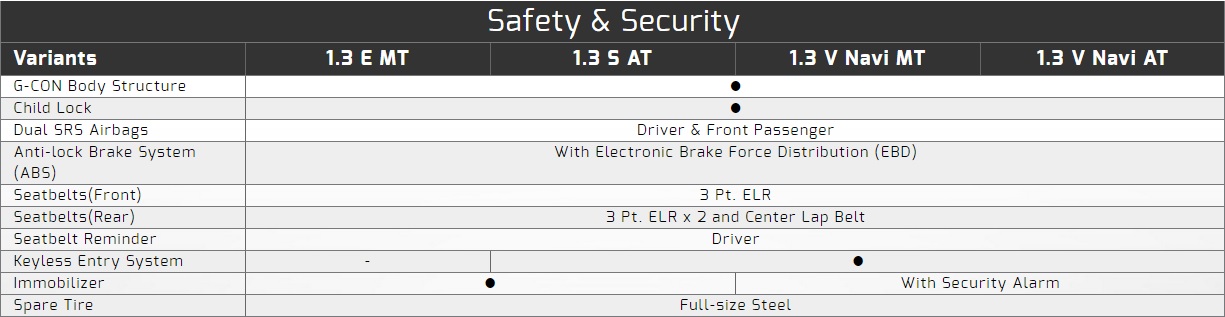 Safety & Security
Variants 1.3 E MT 1.3 S AT 1.3 V Navi MT 1.3 V Navi AT
G-CON Body Structure ●
Child Lock ●
Dual SRS Airbags Driver & Front Passenger
Anti-lock Brake System With Electronic Brake Force Distribution (EBD)
(ABS)
Seatbelts(Front) 3 Pt. ELR
Seatbelts(Rear) 3 Pt. ELR x 2 and Center Lap Belt
Seatbelt Reminder Driver
Keyless Entry System - ●
Immobilizer ● With Security Alarm
Spare Tire Full-size Steel